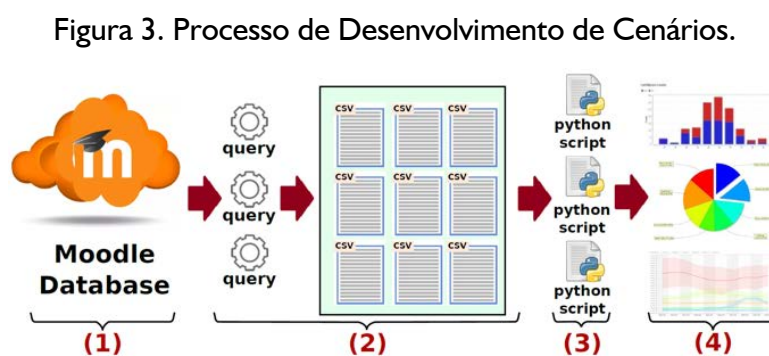 Figura 3. Processo de Desenvolvimento de Cenários.
m
Moodle
Database
query
query
query
CSV CSV CSV
CSV CSV CSV
CSV CSV CSV
python
script
python
script
python
script
(1) (2) (3) (4)